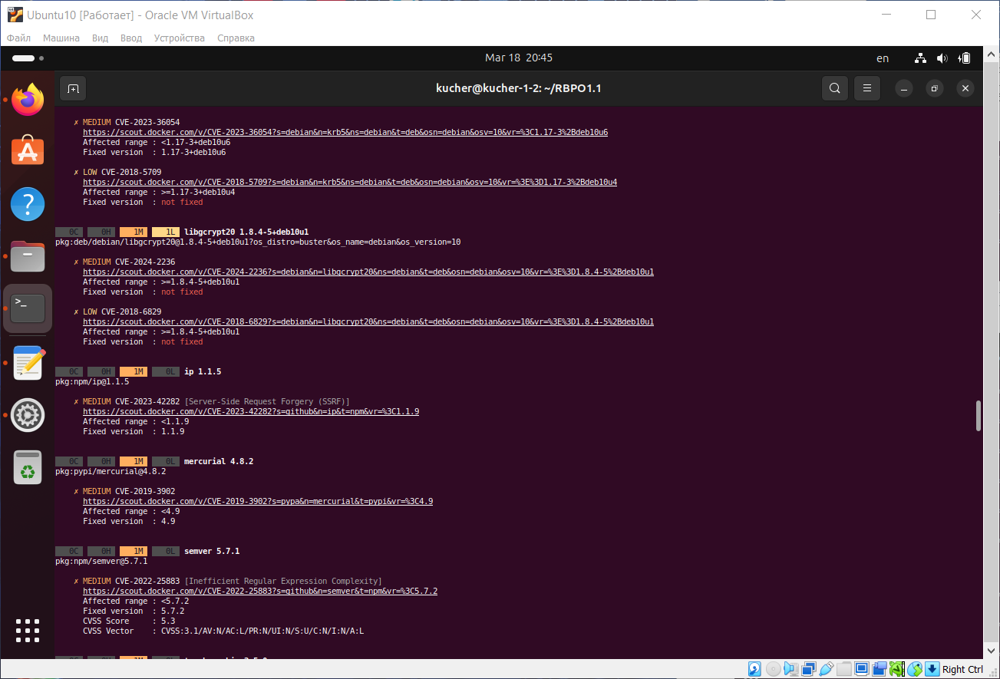 Ubuntu10 [Работает] - Oracle VM VirtualBox
Файл Машина Вид Ввод Устройства Справка
Mar 18 20:45
en
kucher@kucher-1-2: ~/RBPO1.1
✗ MEDIUM CVE-2023-36054
https://scout.docker.com/v/CVE-2023-36054?s=debian&n=krb5&ns=debian&t=deb&osn=debian&osv=10&vr=%3C1.17-3%2Bdeb10u6
Affected range : <1.17-3+deb10u6
Fixed version : 1.17-3+deb10u6
✗ LOW CVE-2018-5709
https://scout.docker.com/v/CVE-2018-5709?s=debian&n=krb5&ns=debian&t=deb&osn=debian&osv=10&vr=%3E%3D1.17-3%2Bdeb10u4
Affected range : >=1.17-3+deb10u4
Fixed version : not fixed
0C 0H 1M 1L libgcrypt20 1.8.4-5+deb10u1
pkg:deb/debian/libgcrypt20@1.8.4-5+deb10u1?os_distro=buster&os_name=debian&os_version=10
✗ MEDIUM CVE-2024-2236
https://scout.docker.com/v/CVE-2024-2236?s=debian&n=libgcrypt20&ns=debian&t=deb&osn=debian&osv=10&vr=%3E%3D1.8.4-5%2Bdeb10u1
Affected range : >=1.8.4-5+deb10u1
Fixed version : not fixed
✗ LOW CVE-2018-6829
https://scout.docker.com/v/CVE-2018-6829?s=debian&n=libgcrypt20&ns=debian&t=deb&osn=debian&osv=10&vr=%3E%3D1.8.4-5%2Bdeb10u1
Affected range : >=1.8.4-5+deb10u1
Fixed version : not fixed
0C 0H 1M 0L ip 1.1.5
pkg:npm/ip@1.1.5
✗ MEDIUM CVE-2023-42282 [Server-Side Request Forgery (SSRF)]
https://scout.docker.com/v/CVE-2023-42282?s=github&n=ip&t=npm&vr=%3C1.1.9
Affected range : <1.1.9
Fixed version : 1.1.9
0C 0H 1M 0L mercurial 4.8.2
pkg:pypi/mercurial@4.8.2
✗ MEDIUM CVE-2019-3902
https://scout.docker.com/v/CVE-2019-3902?s=pypa&n=mercurial&t=pypi&vr=%3C4.9
Affected range : <4.9
Fixed version : 4.9
0C 0H 1M 0L semver 5.7.1
pkg:npm/semver@5.7.1
✗ MEDIUM CVE-2022-25883 [Inefficient Regular Expression Complexity]
https://scout.docker.com/v/CVE-2022-25883?s=github&n=semver&t=npm&vr=%3C5.7.2
Affected range : <5.7.2
Fixed version : 5.7.2
CVSS Score : 5.3
CVSS Vector : CVSS:3.1/AV:N/AC:L/PR:N/UI:N/S:U/C:N/I:N/A:L
Right Ctrl